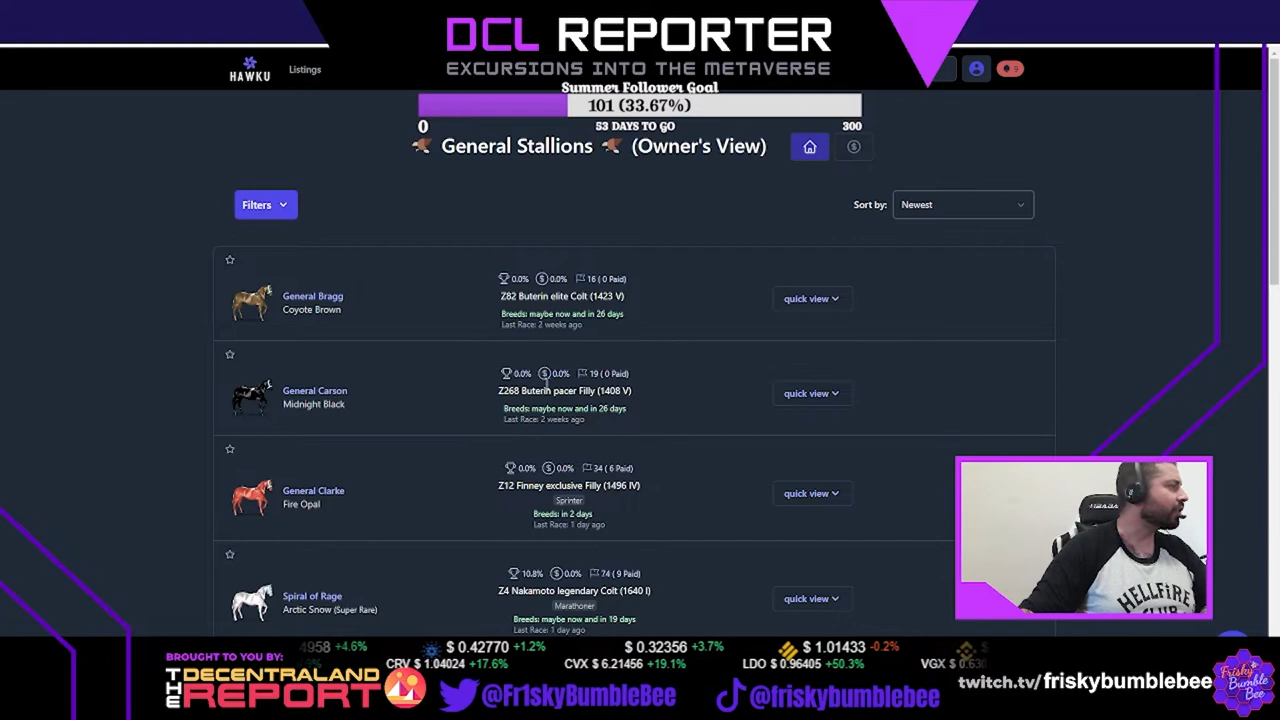 DCL REPORTER
EXCURSIONS INTO THE METAVERSE
HAWKU
Listings
9
Summer Follower Goal
101 (33.67%)
0
53 DAYS TO GO
300
General Stallions (Owner's View)
Filters
Sort by:
Newest
0.0% 0.0% 16 ( 0 Paid)
General Bragg
Z82 Buterin elite Colt (1423 V)
quick view
Coyote Brown
Breeds: maybe now and in 26 days
Last Race: 2 weeks ago
0.0% 0.0% 19 ( 0 Paid)
General Carson
Z268 Buterin pacer Filly (1408 V)
quick view
Midnight Black
Breeds: maybe now and in 26 days
Last Race: 2 weeks ago
0.0% 0.0% 34 ( 6 Paid)
General Clarke
Z12 Finney exclusive Filly (1496 IV)
quick view
Fire Opal
Sprinter
Breeds: in 2 days
Last Race: 1 day ago
10.8% 0.0% 74 ( 9 Paid)
Spiral of Rage
Z4 Nakamoto legendary Colt (1640 I)
quick view
Arctic Snow (Super Rare)
Marathoner
Breeds: maybe now and in 19 days
Last Race: 1 day ago
HELLFIRE
CLUB
4958 +4.6% $ 0.42770 +1.2% $ 0.32356 +3.7% $ 1.01433 -0.2%
CRV $ 1.04024 +17.6% CVX $ 6.21456 +19.1% LDO $ 0.96405 +50.3% VGX
BROUGHT TO YOU BY:
THE DECENTRALAND REPORT
@Fr1skyBumbleBee
@friskybumblebee
twitch.tv/friskybumblebee
Frisky Bumble Bee